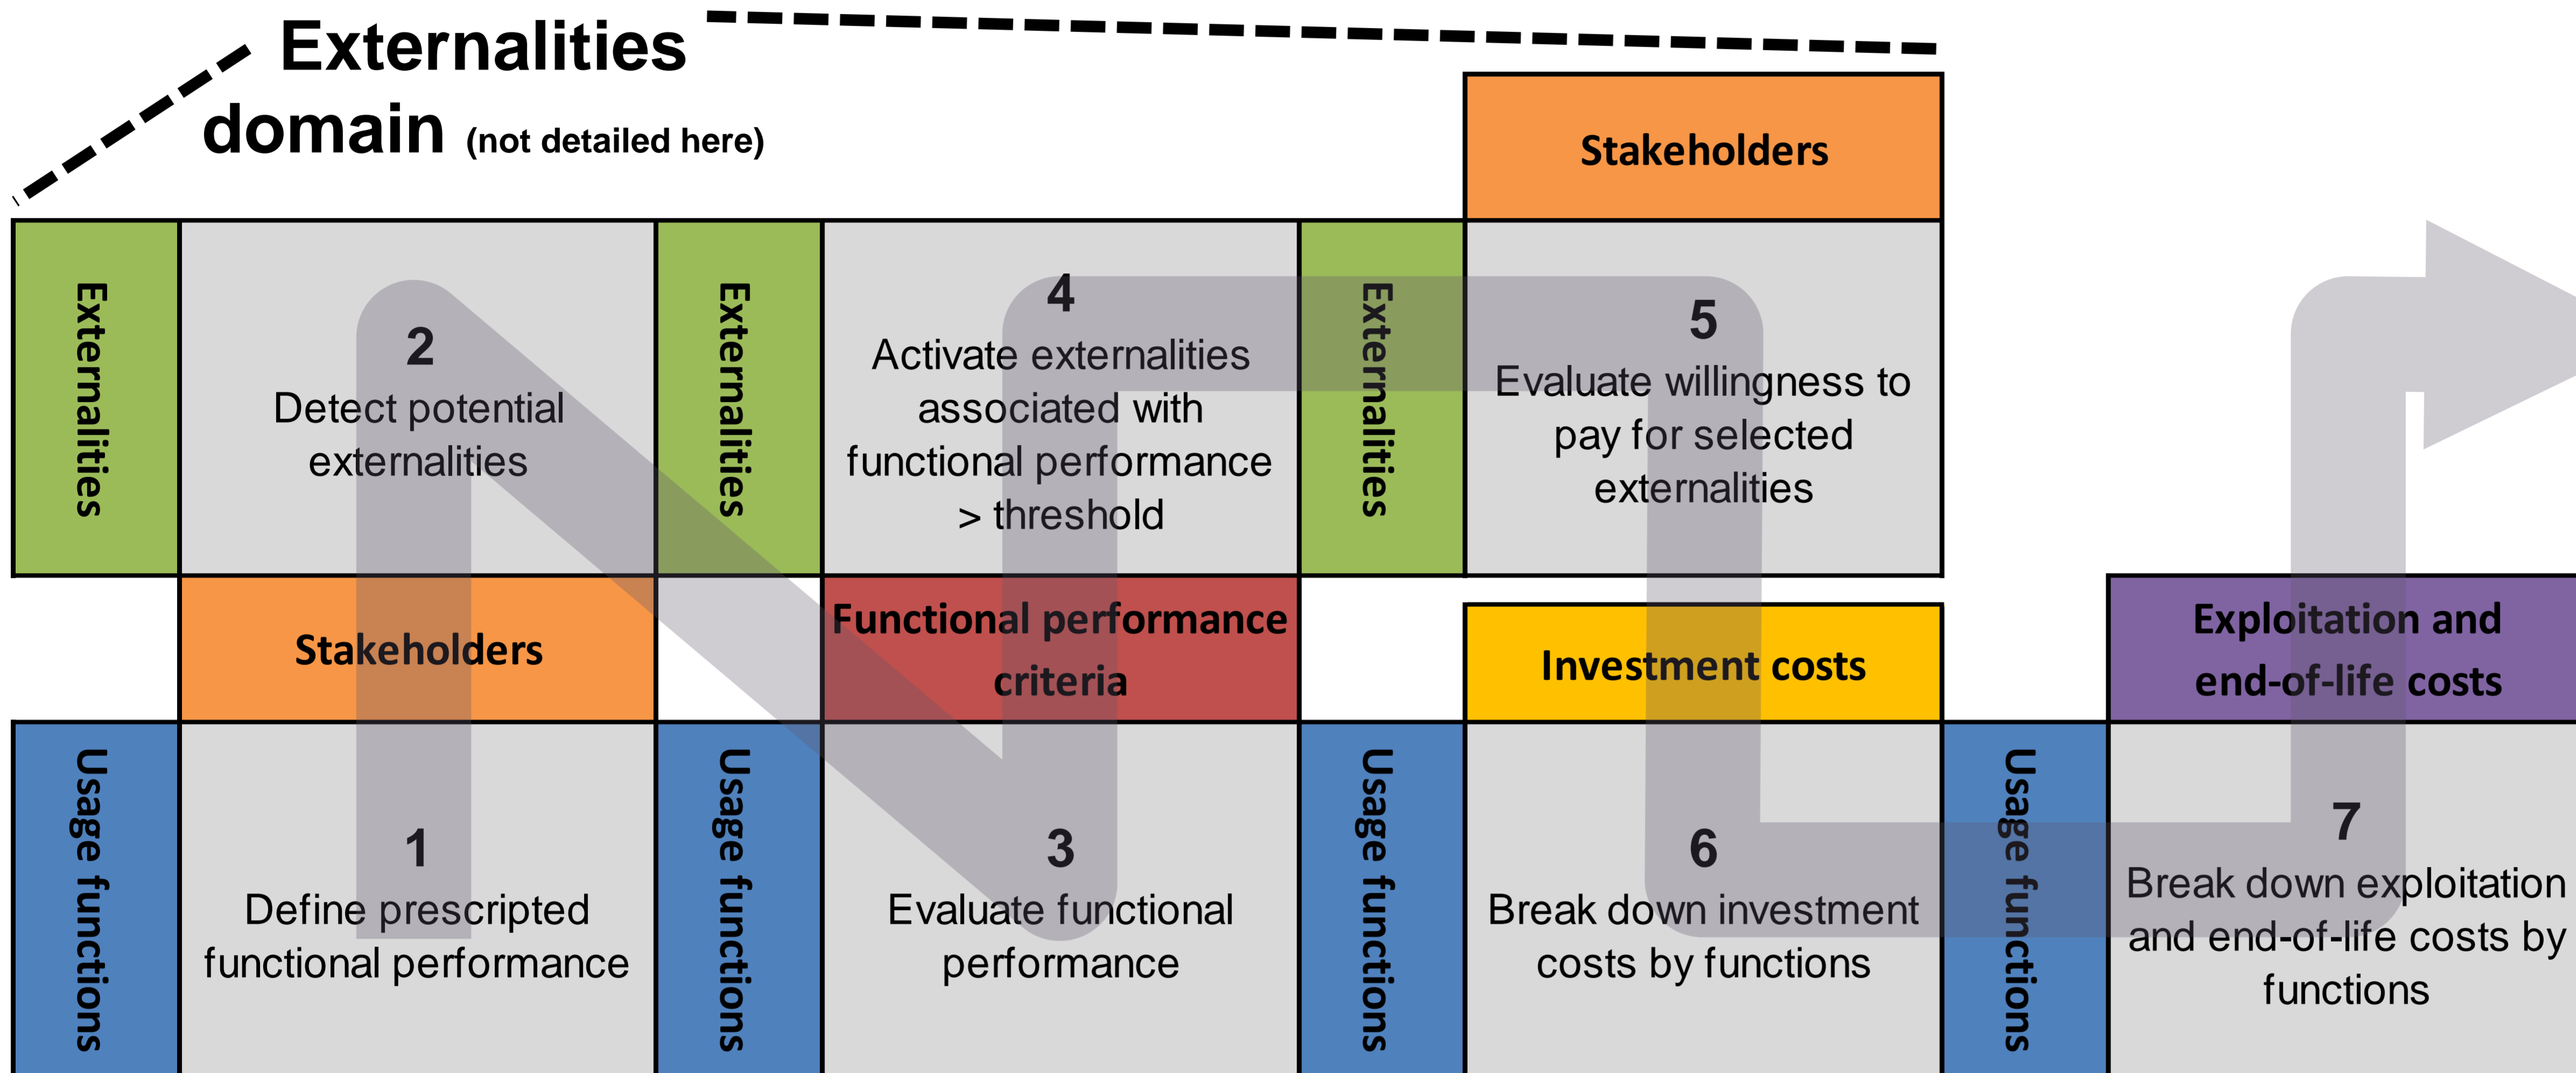 Externalities
domain (not detailed here)
Stakeholders
Externalities
2
Detect potential
externalities
Externalities
4
Activate externalities
associated with
functional performance
> threshold
Externalities
5
Evaluate willingness to
pay for selected
externalities
Stakeholders
Functional performance
criteria
Investment costs
Exploitation and
end-of-life costs
Usage functions
1
Define prescripted
functional performance
Usage functions
3
Evaluate functional
performance
Usage functions
6
Break down investment
costs by functions
Usage functions
7
Break down exploitation
and end-of-life costs by
functions